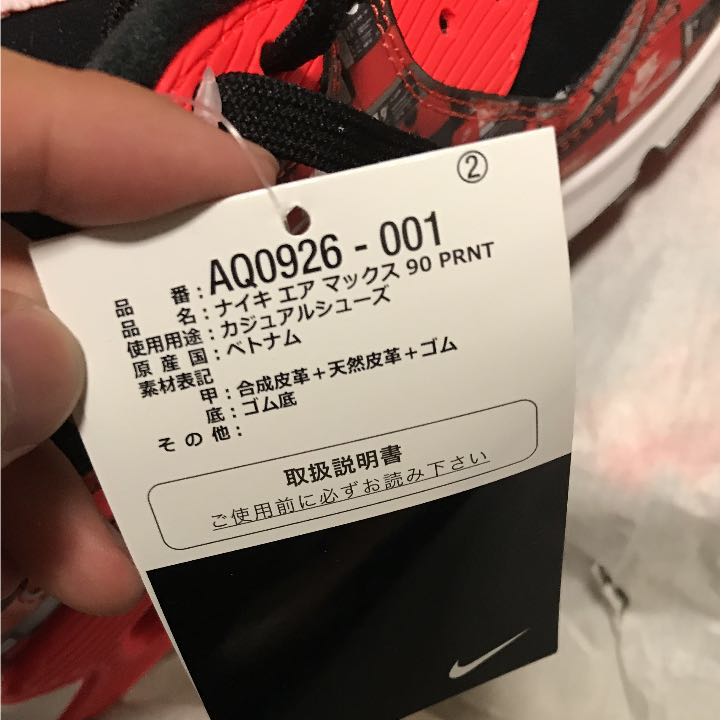 ②
品番：AQ0926 - 001
品名：ナイキ エア マックス 90 PRNT
使用用途：カジュアルシューズ
原産国：ベトナム
素材表記
甲：合成皮革＋天然皮革＋ゴム
底：ゴム底
その他：
取扱説明書
ご使用前に必ずお読み下さい